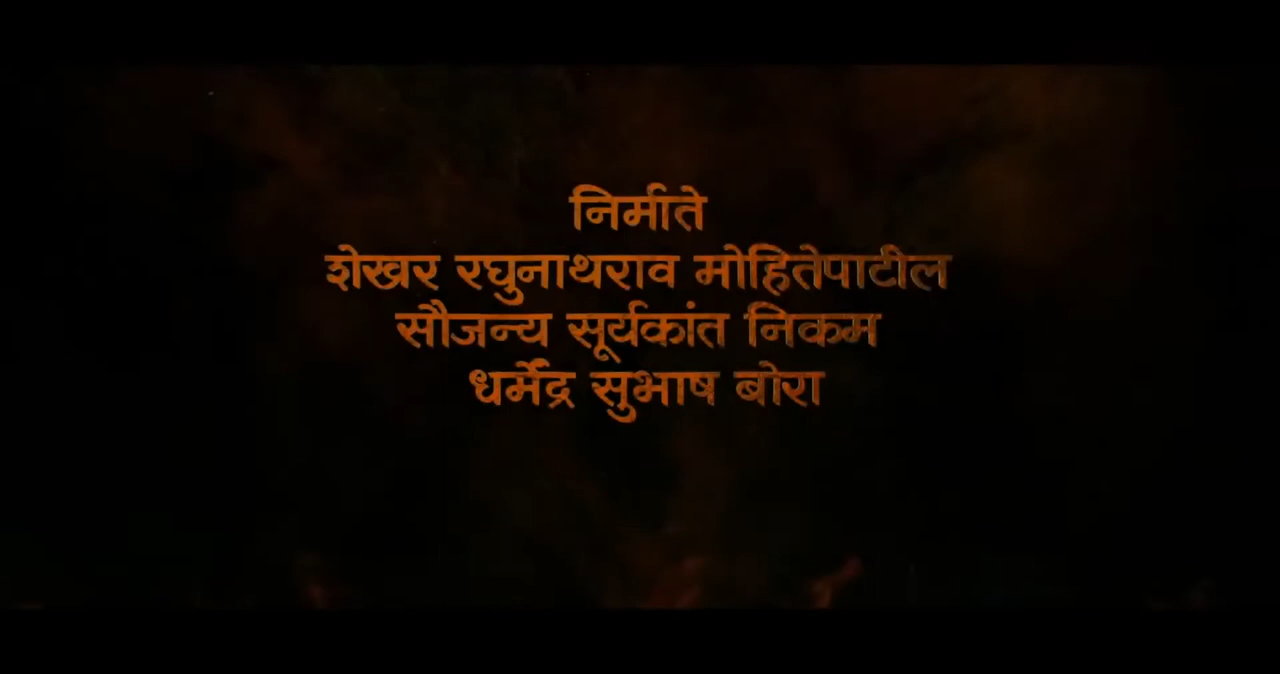 निर्माते
शेखर रघुनाथराव मोहितेपाटील
सौजन्य सूर्यकांत निकम
धर्मेंद्र सुभाष बोरा